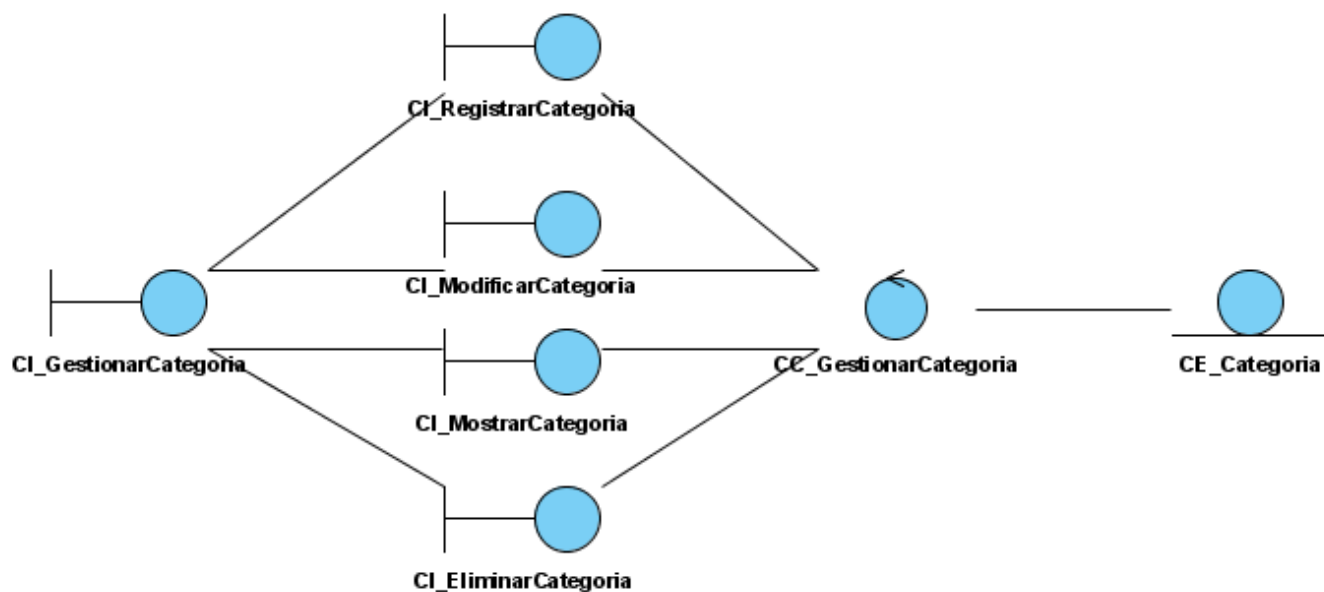 CI_RegistrarCategoria
CI_ModificarCategoria
CI_GestionarCategoria
CC_GestionarCategoria
CE_Categoria
CI_MostrarCategoria
CI_EliminarCategoria